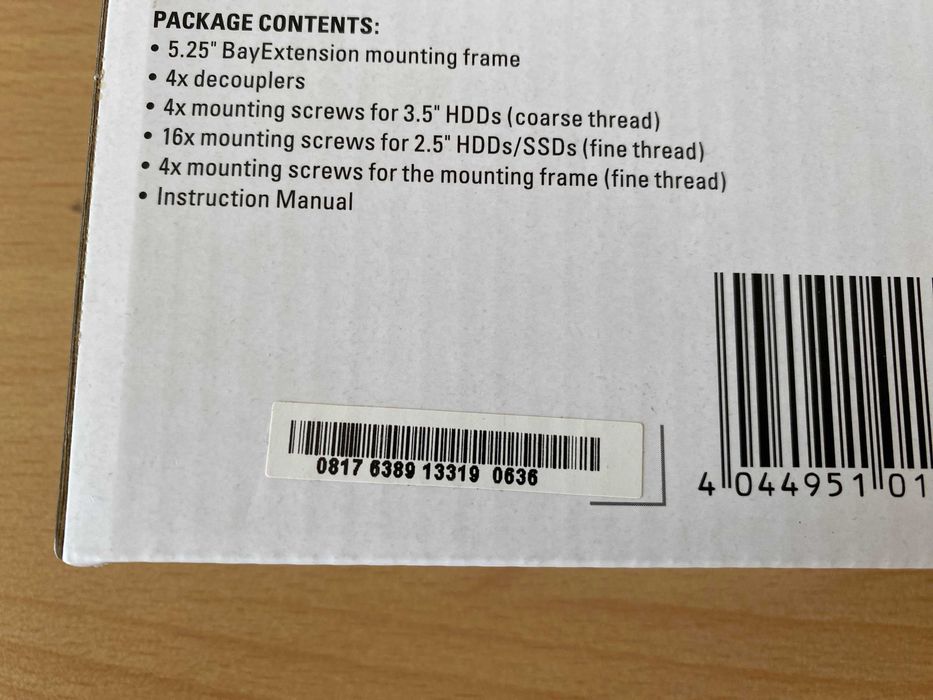 PACKAGE CONTENTS:
• 5.25" BayExtension mounting frame
• 4x decouplers
• 4x mounting screws for 3.5" HDDs (coarse thread)
• 16x mounting screws for 2.5" HDDs/SSDs (fine thread)
• 4x mounting screws for the mounting frame (fine thread)
• Instruction Manual
0817 6389 13319 0636
4 044951 01